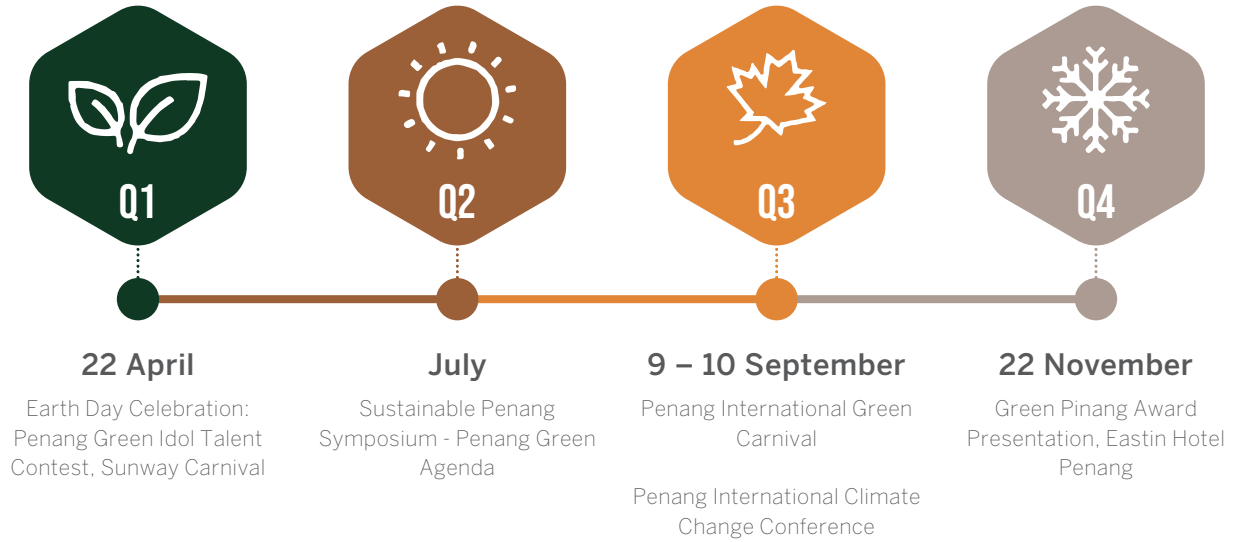 Q1
Q2
Q3
Q4
22 April
Earth Day Celebration:
Penang Green Idol Talent
Contest, Sunway Carnival
July
Sustainable Penang
Symposium - Penang Green
Agenda
9 – 10 September
Penang International Green
Carnival
Penang International Climate
Change Conference
22 November
Green Pinang Award
Presentation, Eastin Hotel
Penang